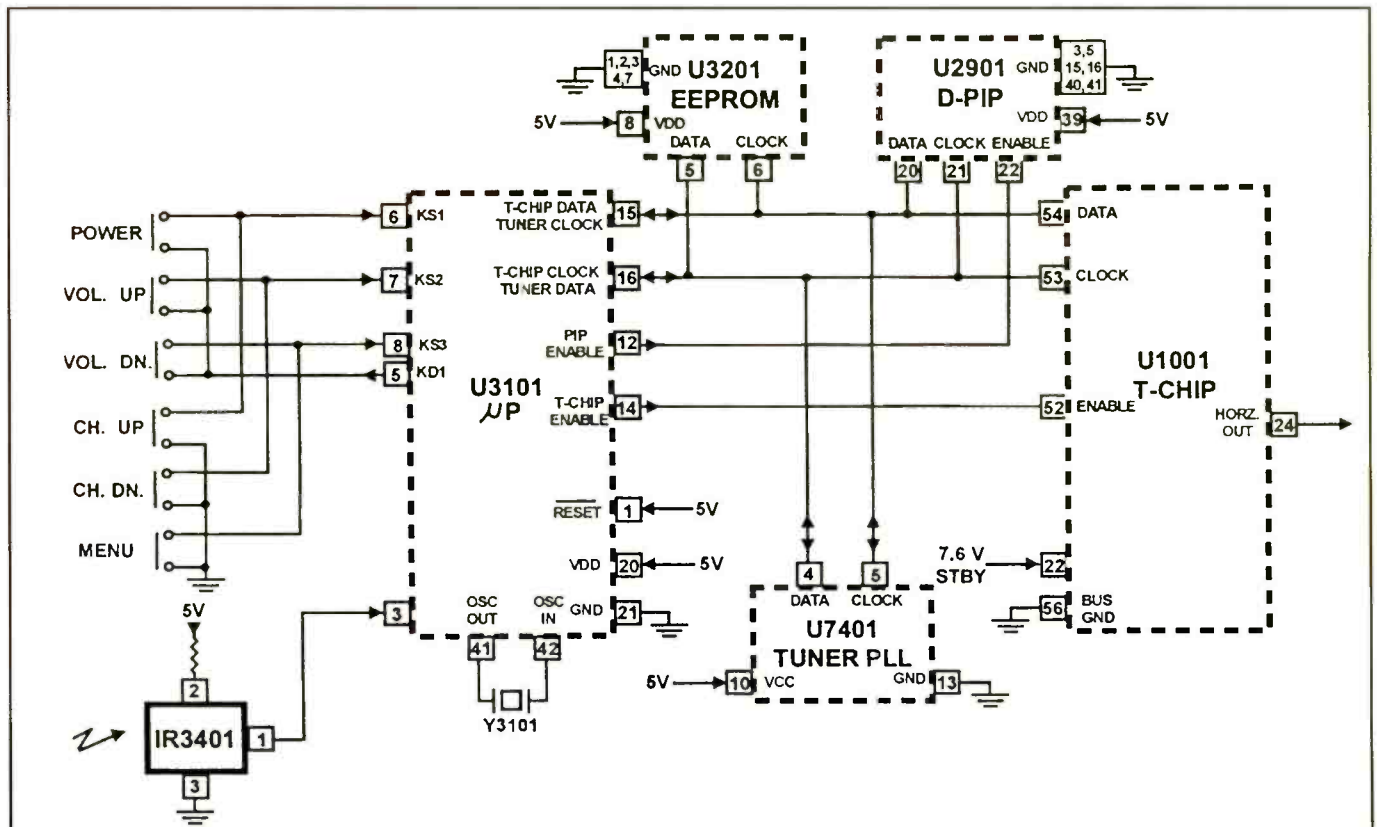 U3201
EEPROM
1,2,3
4,7
GND
5V
8
VDD
DATA
CLOCK
5
6
U2901
D-PIP
GND
3,5
15,16
40,41
VDD
39
5V
DATA
CLOCK
ENABLE
20
21
22
POWER
VOL. UP
VOL. DN.
CH. UP
CH. DN.
MENU
6
KS1
7
KS2
8
KS3
5
KD1
U3101
μP
T-CHIP DATA
TUNER CLOCK
15
T-CHIP CLOCK
TUNER DATA
16
PIP
ENABLE
12
T-CHIP
ENABLE
14
RESET
1
5V
VDD
20
5V
GND
21
3
OSC
OUT
OSC
IN
41
42
Y3101
5V
2
IR3401
1
3
54
DATA
53
CLOCK
U1001
T-CHIP
52
ENABLE
HORZ.
OUT
24
7.6 V
STBY
22
56
BUS
GND
4
5
DATA
CLOCK
U7401
TUNER PLL
5V
10
VCC
GND
13